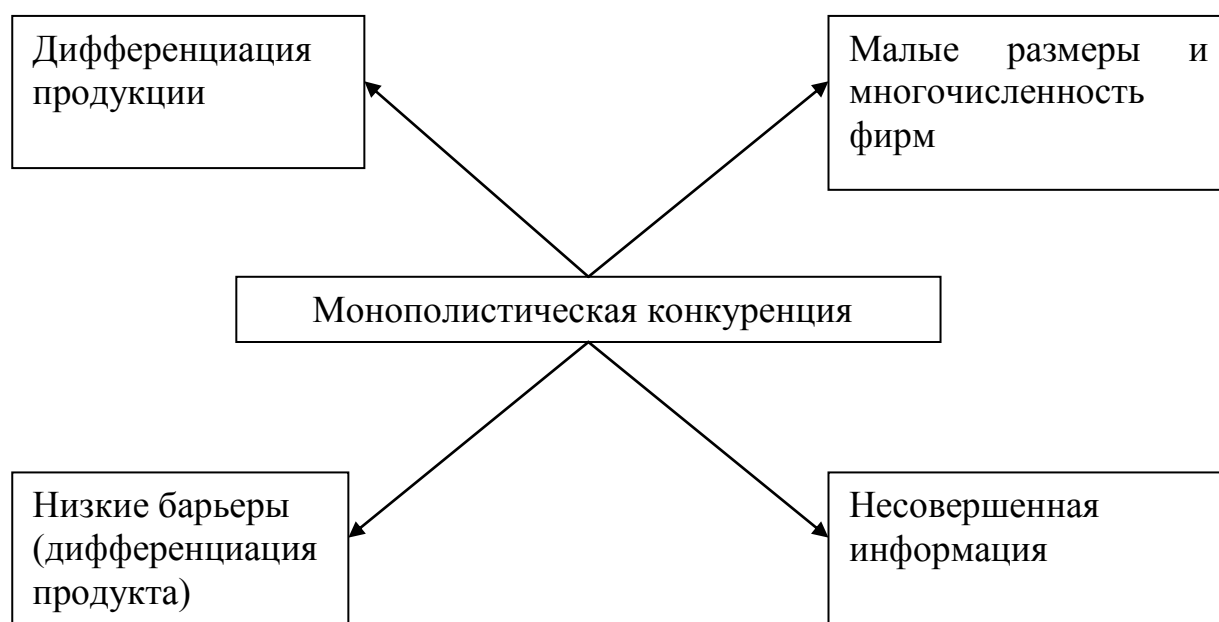 Дифференциация
продукции
Малые размеры и
многочисленность
фирм
Монополистическая конкуренция
Низкие барьеры
(дифференциация
продукта)
Несовершенная
информация